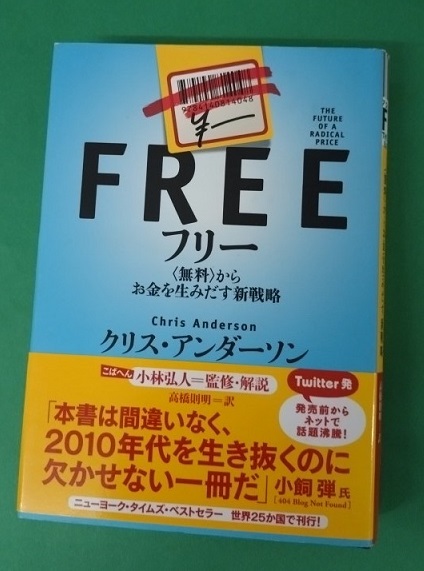 9784140814048
THE
FUTURE
OF A
RADICAL
PRICE
FREE
フリー
〈無料〉から
お金を生みだす新戦略
Chris Anderson
クリス・アンダーソン
こばへん 小林弘人=監修・解説
高橋則明=訳
Twitter発
発売前から
ネットで
話題沸騰!
「本書は間違いなく、
2010年代を生き抜くのに
欠かせない一冊だ」
小飼 弾氏
[404 Blog Not Found]
ニューヨーク・タイムズ・ベストセラー 世界25か国で刊行!